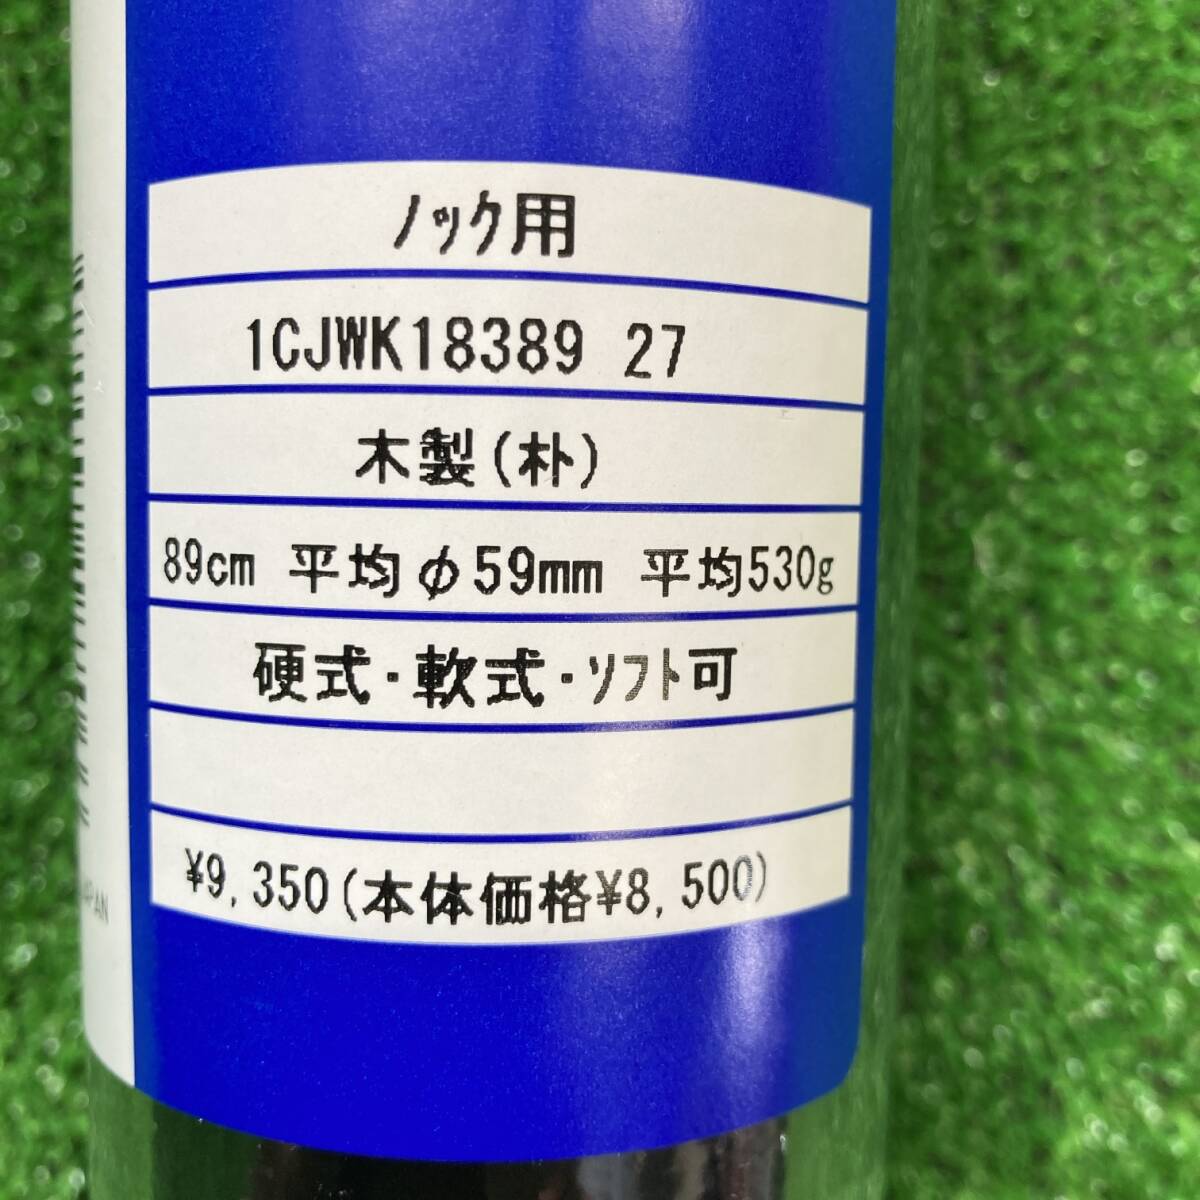 ノック用
1CJWK18389 27
木製(朴)
89cm 平均φ59mm 平均530g
硬式・軟式・ソフト可
¥9,350(本体価格¥8,500)